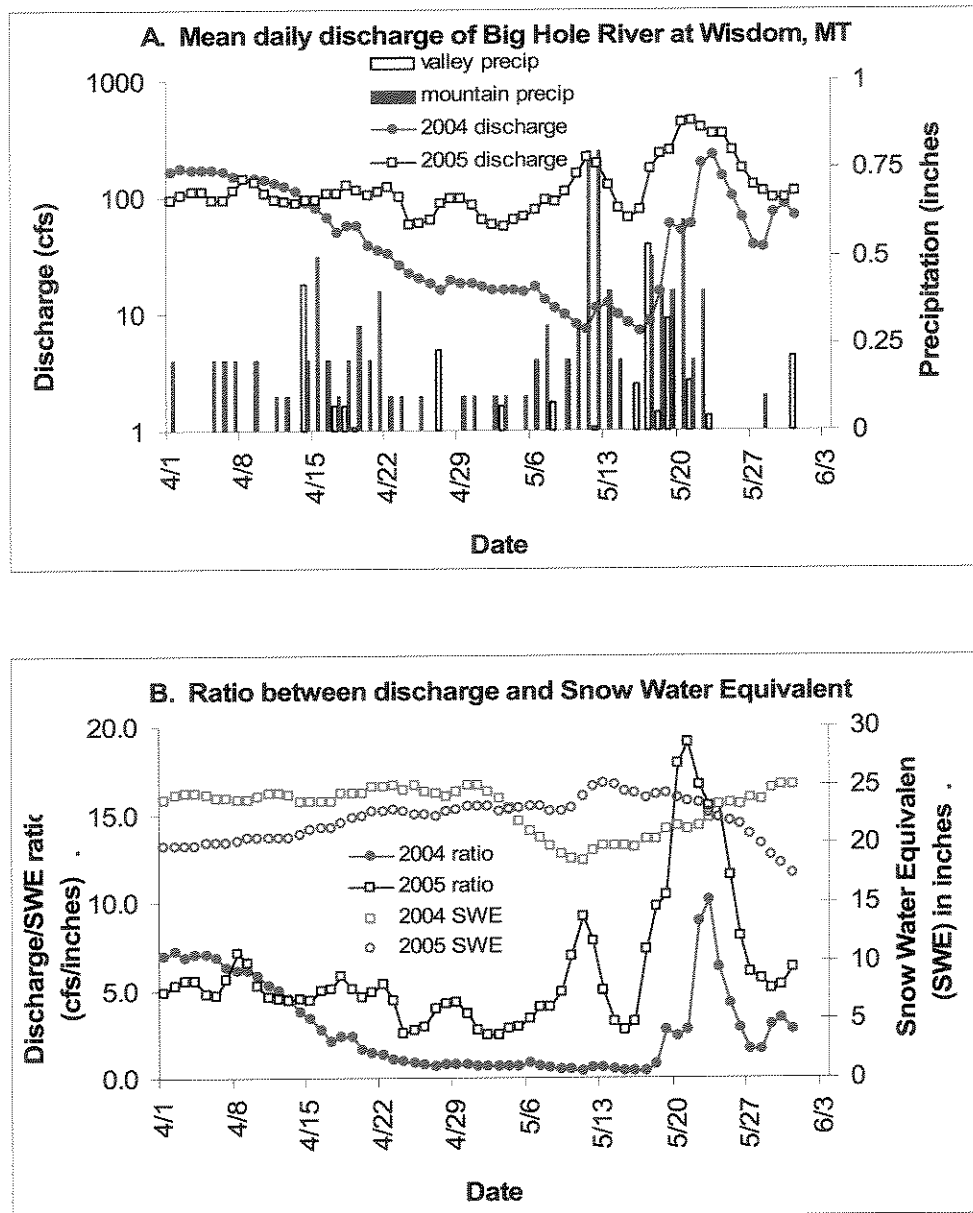 A. Mean daily discharge of Big Hole River at Wisdom, MT
valley precip
mountain precip
2004 discharge
2005 discharge
Discharge (cfs)
1000
100
10
1
Precipitation (inches
1
0.75
0.5
0.25
0
4/1
4/8
4/15
4/22
4/29
5/6
5/13
5/20
5/27
6/3
Date
B. Ratio between discharge and Snow Water Equivalent
2004 ratio
2005 ratio
2004 SWE
2005 SWE
Discharge/SWE ratio
(cfs/inches)
20.0
15.0
10.0
5.0
0.0
Snow Water Equivalen
(SWE) in inches
30
25
20
15
10
5
0
4/1
4/8
4/15
4/22
4/29
5/6
5/13
5/20
5/27
6/3
Date